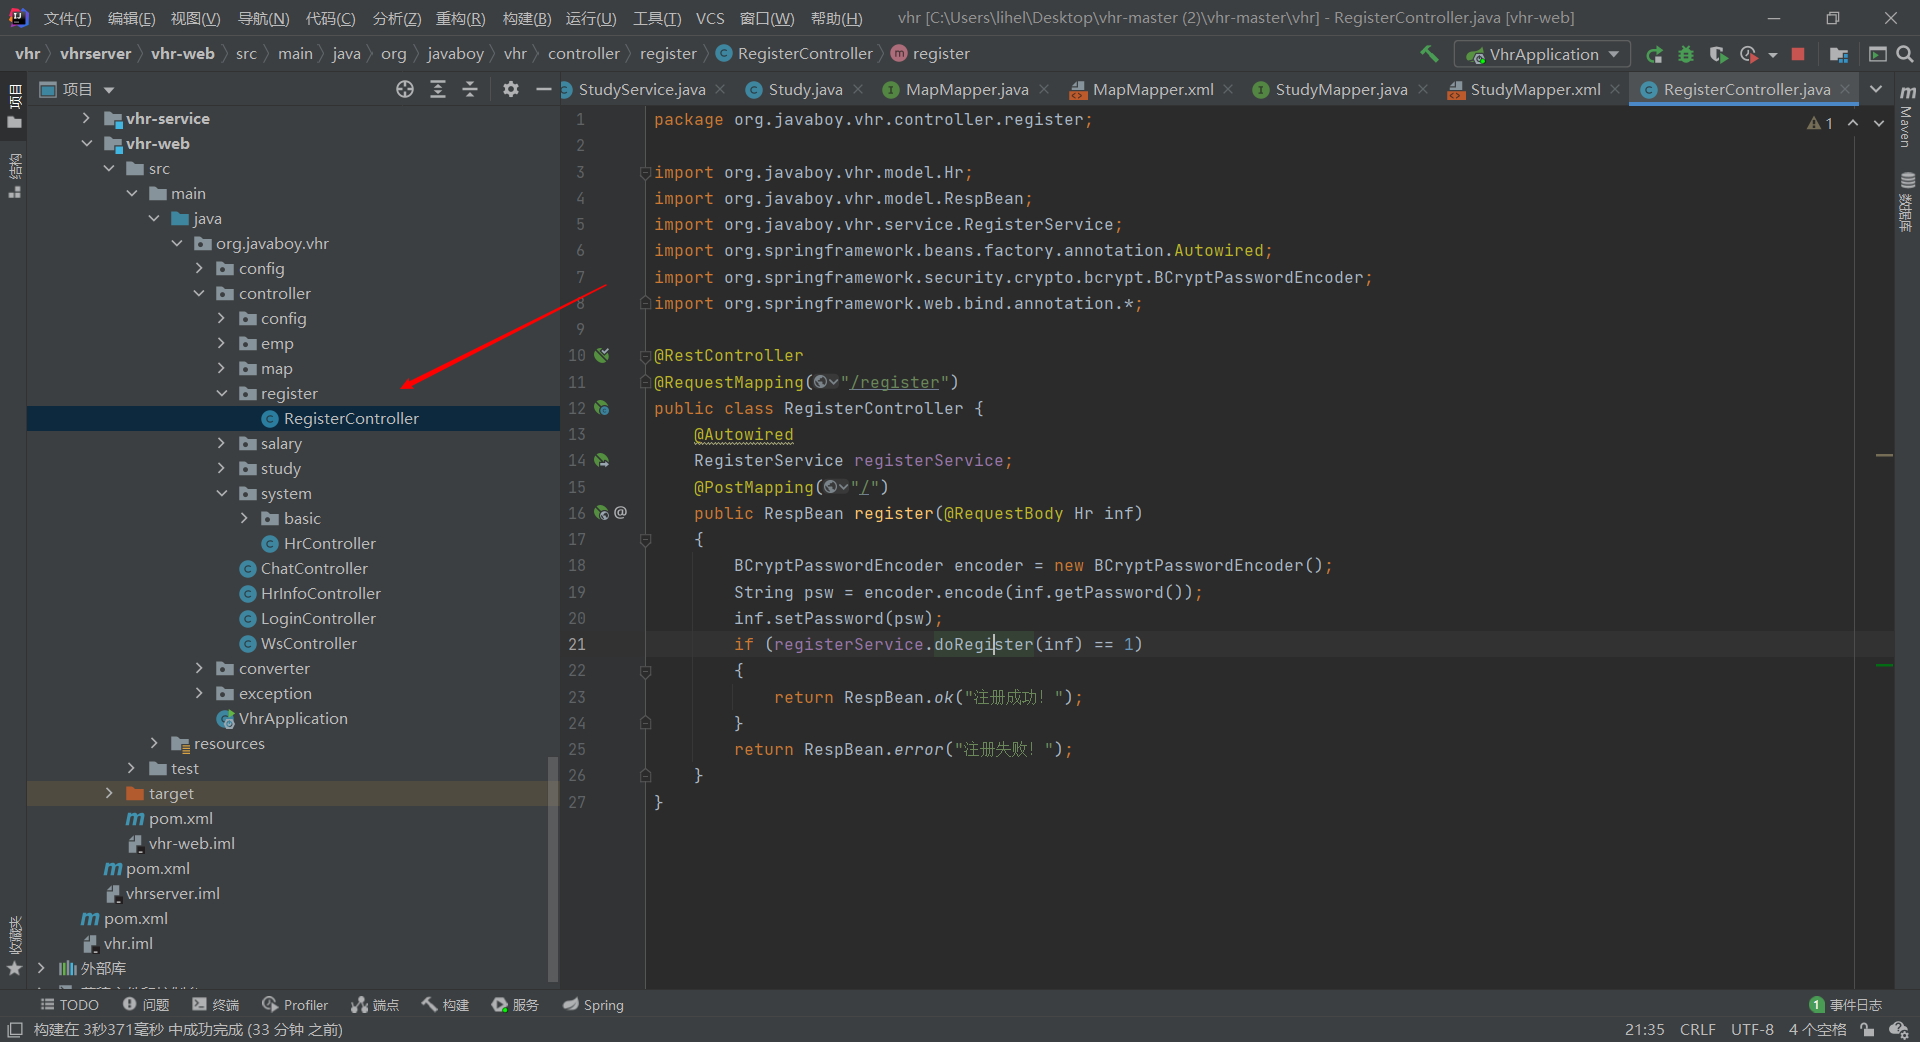 文件(F) 编辑(E) 视图(V) 导航(N) 代码(C) 分析(Z) 重构(R) 构建(B) 运行(U) 工具(T) VCS 窗口(W) 帮助(H) vhr [C:\Users\lihel\Desktop\vhr-master (2)\vhr-master\vhr] - RegisterController.java [vhr-web]
vhr vhrserver vhr-web src main java org javaboy vhr controller register RegisterController register VhrApplication
项目 StudyService.java Study.java MapMapper.java MapMapper.xml StudyMapper.java StudyMapper.xml RegisterController.java
项目
结构
收藏夹
Maven
数据库
vhr-service
vhr-web
src
main
java
org.javaboy.vhr
config
controller
config
emp
map
register
RegisterController
salary
study
system
basic
HrController
ChatController
HrInfoController
LoginController
WsController
converter
exception
VhrApplication
resources
test
target
pom.xml
vhr-web.iml
pom.xml
vhrserver.iml
pom.xml
vhr.iml
外部库
1 package org.javaboy.vhr.controller.register;
2
3 import org.javaboy.vhr.model.Hr;
4 import org.javaboy.vhr.model.RespBean;
5 import org.javaboy.vhr.service.RegisterService;
6 import org.springframework.beans.factory.annotation.Autowired;
7 import org.springframework.security.crypto.bcrypt.BCryptPasswordEncoder;
8 import org.springframework.web.bind.annotation.*;
9
10 @RestController
11 @RequestMapping("/register")
12 public class RegisterController {
13 @Autowired
14 RegisterService registerService;
15 @PostMapping("/")
16 @ public RespBean register(@RequestBody Hr inf)
17 {
18 BCryptPasswordEncoder encoder = new BCryptPasswordEncoder();
19 String psw = encoder.encode(inf.getPassword());
20 inf.setPassword(psw);
21 if (registerService.doRegister(inf) == 1)
22 {
23 return RespBean.ok("注册成功！");
24 }
25 return RespBean.error("注册失败！");
26 }
27 }
1
TODO 问题 终端 Profiler 端点 构建 服务 Spring 1 事件日志
构建在 3秒371毫秒 中成功完成 (33 分钟 之前) 21:35 CRLF UTF-8 4 个空格